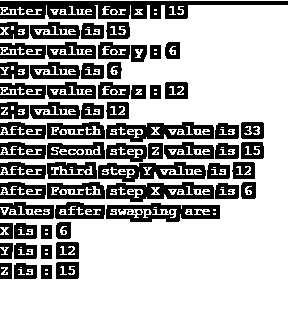 Enter value for x : 15
X's value is 15
Enter value for y : 6
Y's value is 6
Enter value for z : 12
Z's value is 12
After Fourth step X value is 33
After Second step Z value is 15
After Third step Y value is 12
After Fourth step X value is 6
Values after swapping are:
X is : 6
Y is : 12
Z is : 15